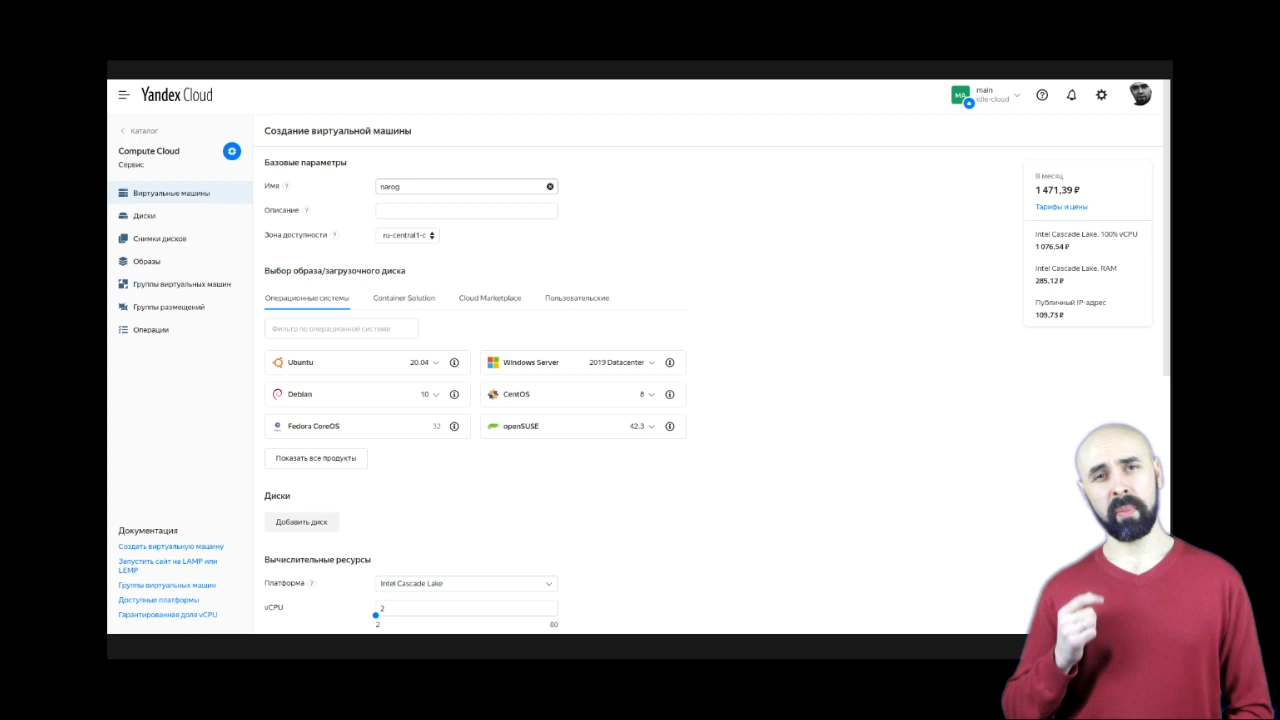 Yandex Cloud
МА
main
idle-cloud
Каталог
Compute Cloud
Сервис
Виртуальные машины
Диски
Снимки дисков
Образы
Группы виртуальных машин
Группы размещений
Операции
Документация
Создать виртуальную машину
Запустить сайт на LAMP или
LEMP
Группы виртуальных машин
Доступные платформы
Гарантированная доля vCPU
Создание виртуальной машины
Базовые параметры
Имя ?
narog
Описание ?
Зона доступности ?
ru-central1-c
Выбор образа/загрузочного диска
Операционные системы Container Solution Cloud Marketplace Пользовательские
Фильтр по операционной системе
Ubuntu 20.04
Windows Server 2019 Datacenter
Debian 10
CentOS 8
Fedora CoreOS 32
openSUSE 42.3
Показать все продукты
Диски
Добавить диск
Вычислительные ресурсы
Платформа ?
Intel Cascade Lake
vCPU
2
2 80
В месяц
1 471,39 ₽
Тарифы и цены
Intel Cascade Lake. 100% vCPU
1 076,54 ₽
Intel Cascade Lake. RAM
285,12 ₽
Публичный IP-адрес
109,73 ₽